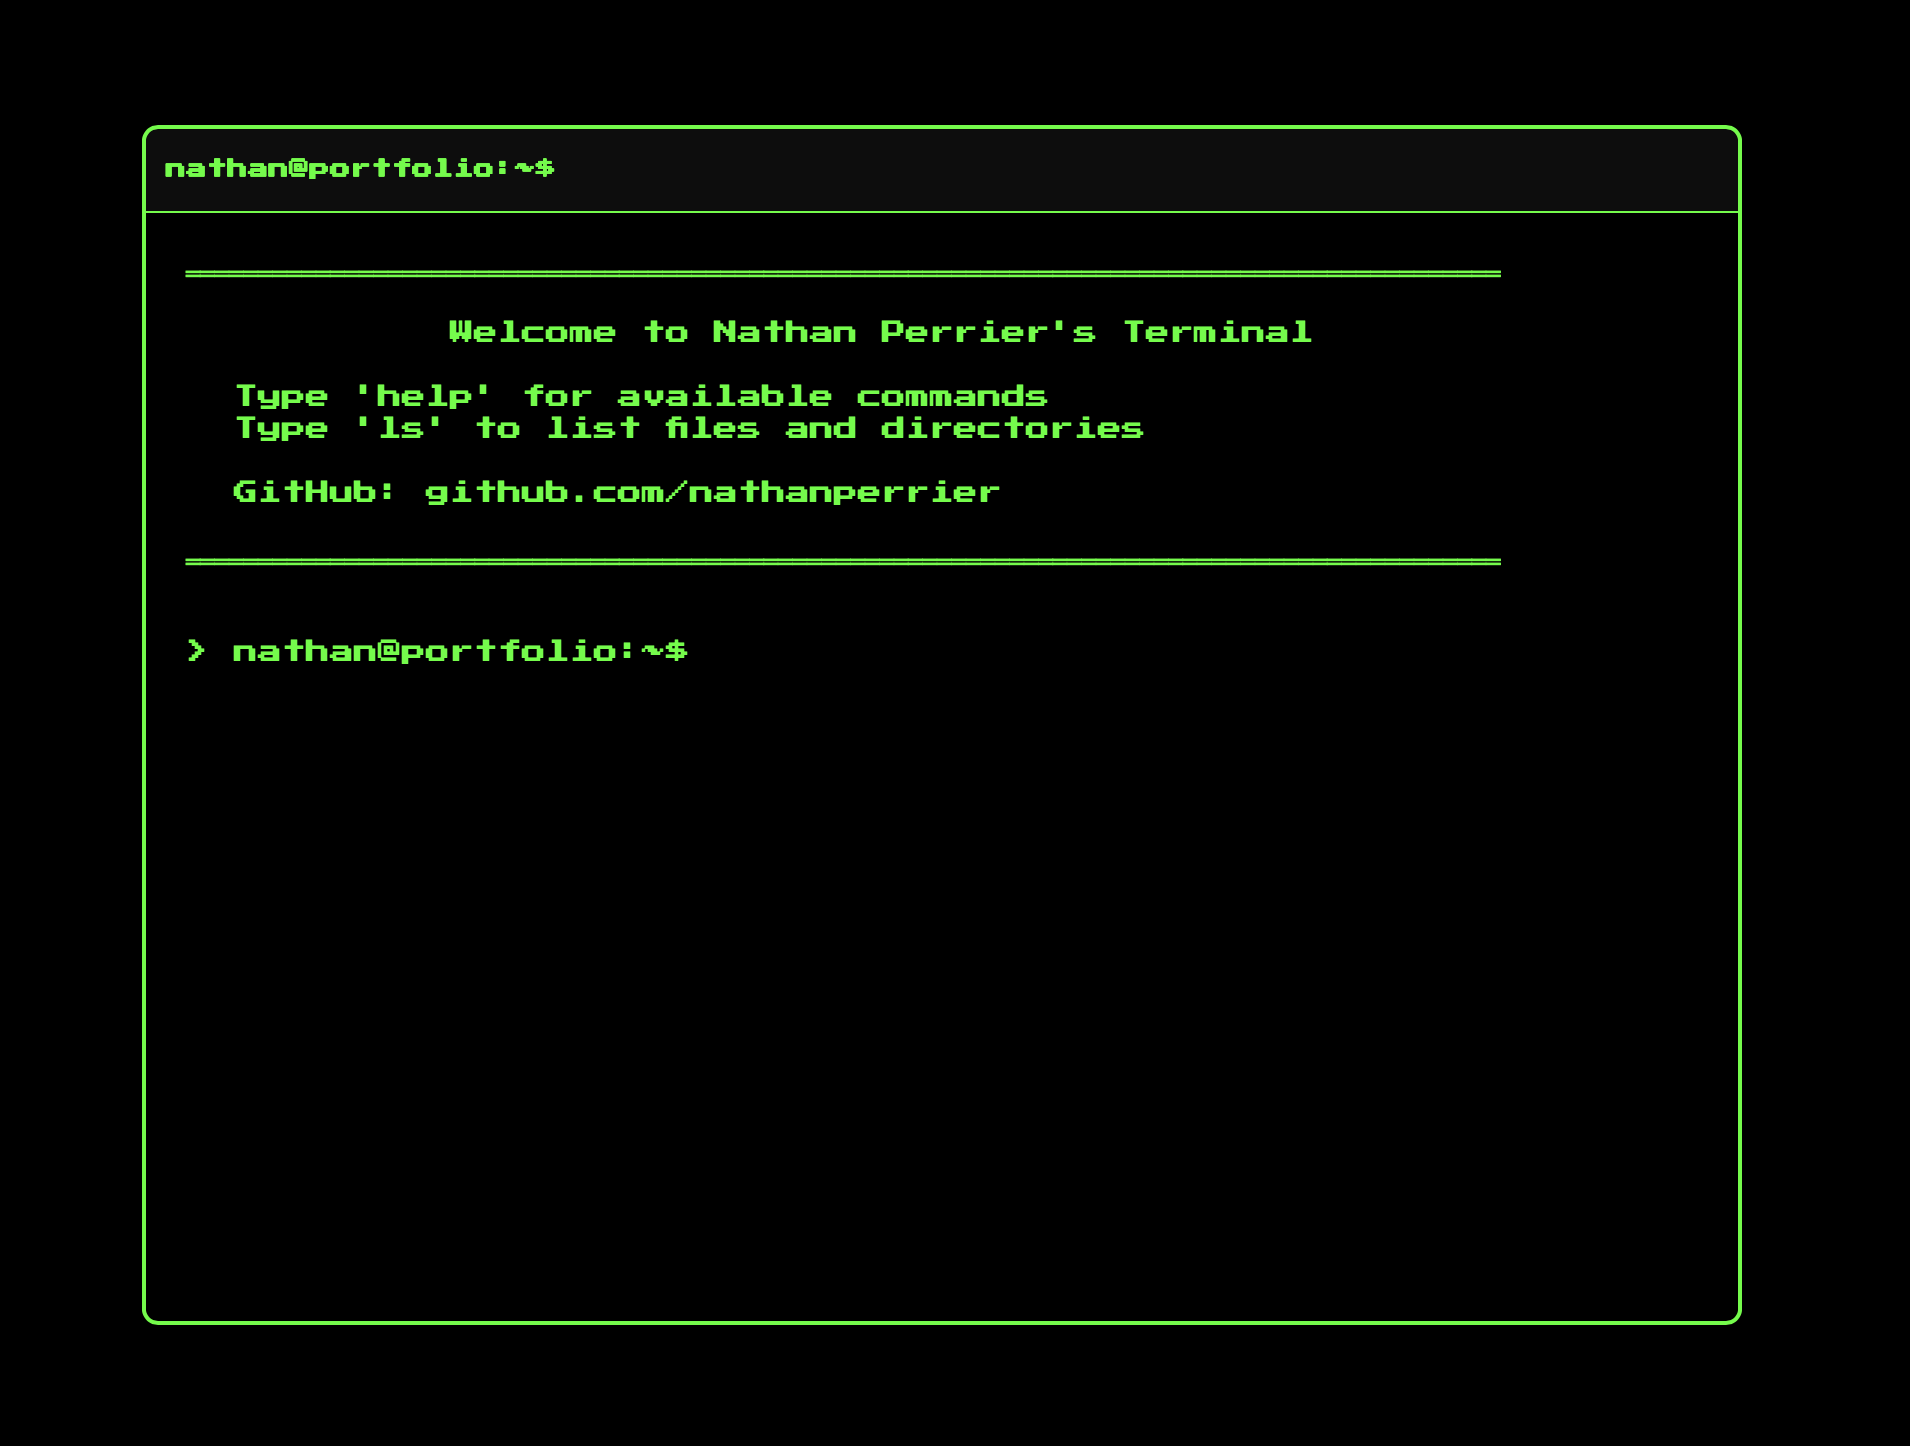 nathan@portfolio:~$
Welcome to Nathan Perrier's Terminal
Type 'help' for available commands
Type 'ls' to list files and directories
GitHub: github.com/nathanperrier
❯ nathan@portfolio:~$